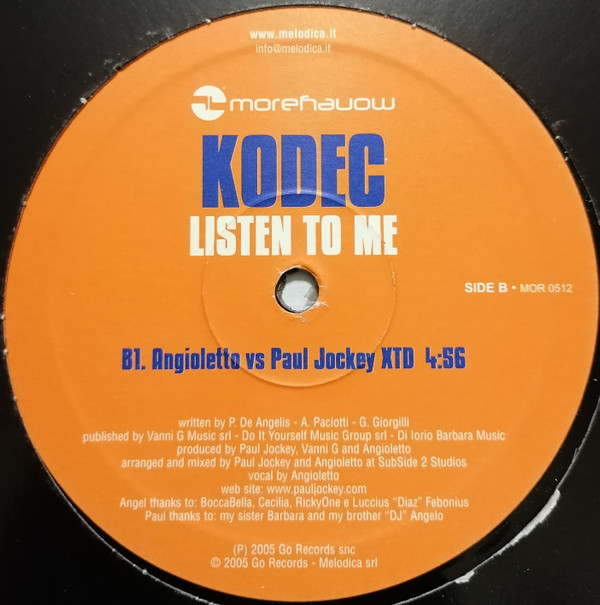 www.melodica.it
info@melodica.it
morehavow
KODEC
LISTEN TO ME
SIDE B • MOR 0512
B1. Angioletto vs Paul Jockey XTD 4:56
written by P. De Angelis - A. Paciotti - G. Giorgilli
published by Vanni G Music srl - Do It Yourself Music Group srl - Di Iorio Barbara Music
produced by Paul Jockey, Vanni G and Angioletto
arranged and mixed by Paul Jockey and Angioletto at SubSide 2 Studios
vocal by Angioletto
web site: www.pauljockey.com
Angel thanks to: BoccaBella, Cecilia, RickyOne e Luccius "Diaz" Febonius
Paul thanks to: my sister Barbara and my brother "DJ" Angelo
(P) 2005 Go Records snc
© 2005 Go Records - Melodica srl